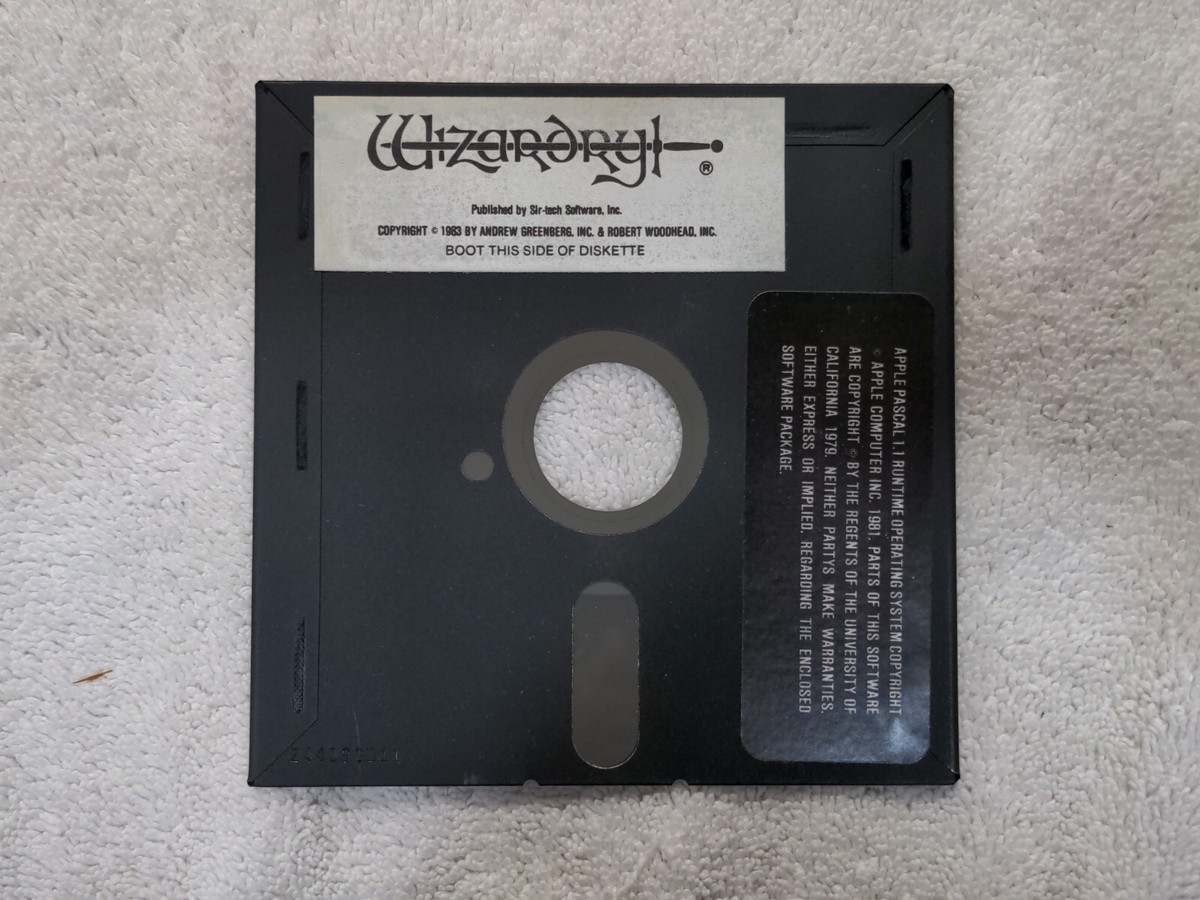 Wizardry
®
Published by Sir-tech Software, Inc.
COPYRIGHT © 1983 BY ANDREW GREENBERG, INC. & ROBERT WOODHEAD, INC.
BOOT THIS SIDE OF DISKETTE
APPLE PASCAL 1.1 RUNTIME OPERATING SYSTEM COPYRIGHT
© APPLE COMPUTER INC. 1981. PARTS OF THIS SOFTWARE
ARE COPYRIGHT © BY THE REGENTS OF THE UNIVERSITY OF
CALIFORNIA 1979. NEITHER PARTYS MAKE WARRANTIES.
EITHER EXPRESS OR IMPLIED. REGARDING THE ENCLOSED
SOFTWARE PACKAGE.